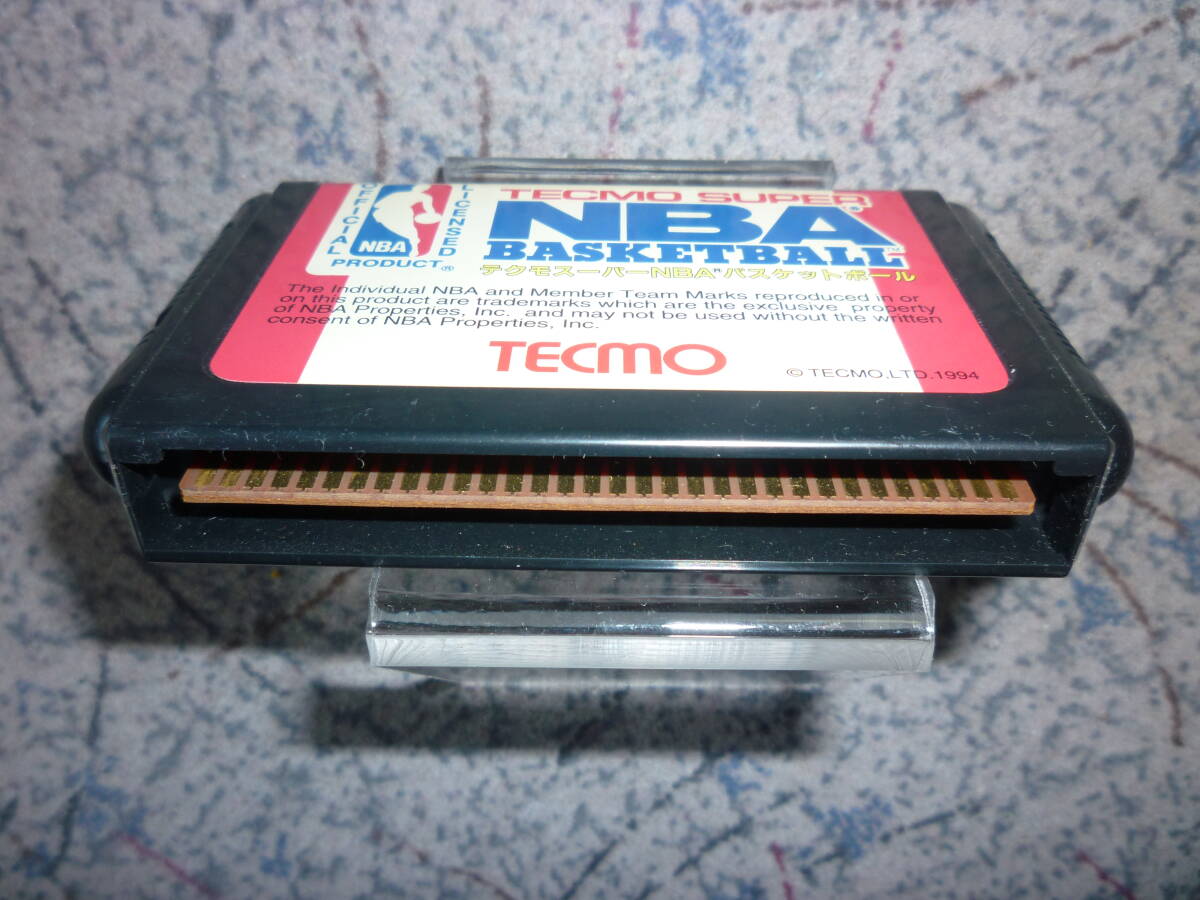 OFFICIAL
LICENSED
NBA
PRODUCT®
TECMO SUPER
NBA®
BASKETBALL™
テクモスーパーNBA®バスケットボール
The Individual NBA and Member Team Marks reproduced in or
on this product are trademarks which are the exclusive property
of NBA Properties, Inc. and may not be used without the written
consent of NBA Properties, Inc.
TECMO
© TECMO,LTD.1994